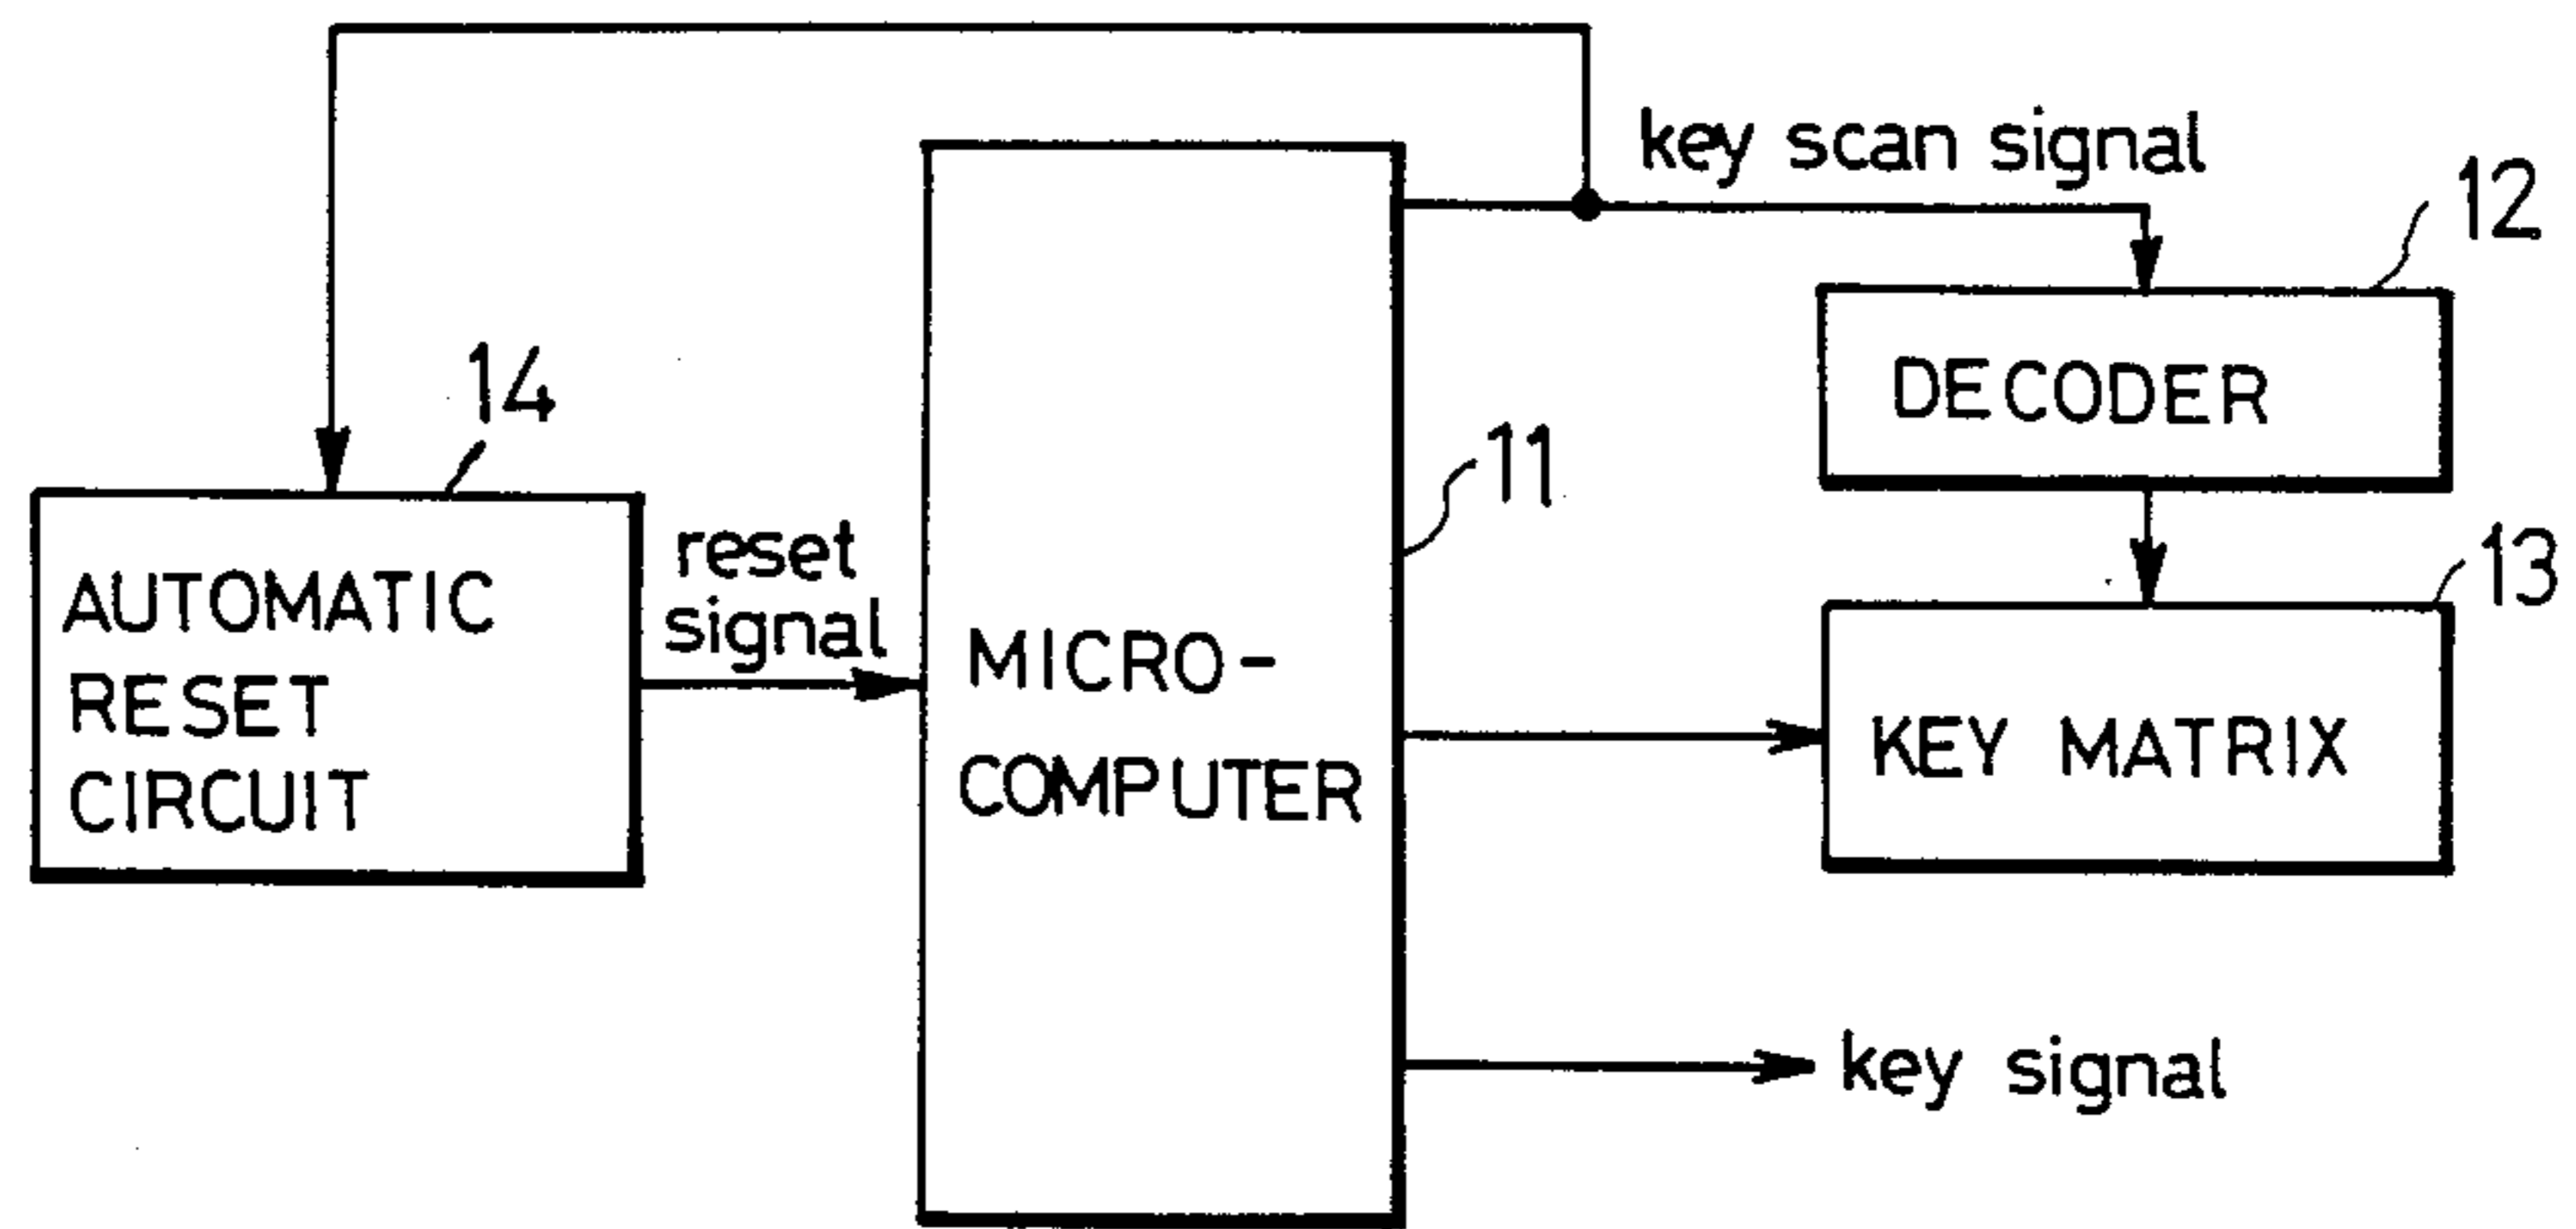 key scan signal
12
DECODER
14
11
reset
signal
AUTOMATIC
RESET
CIRCUIT
MICRO-
COMPUTER
13
KEY MATRIX
key signal